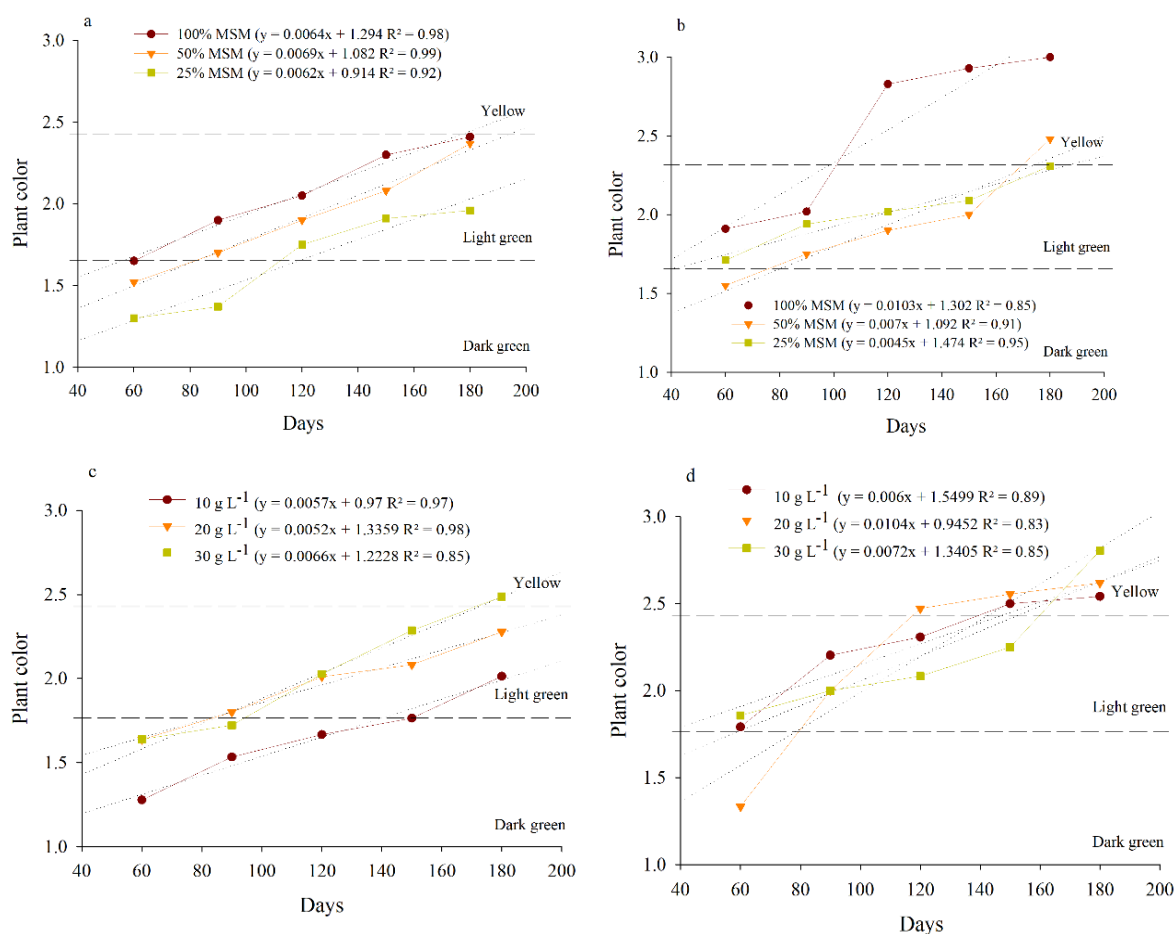 a
100% MSM (y = 0.0064x + 1.294 R² = 0.98)
50% MSM (y = 0.0069x + 1.082 R² = 0.99)
25% MSM (y = 0.0062x + 0.914 R² = 0.92)
3.0
2.5
2.0
1.5
1.0
Plant color
Yellow
Light green
Dark green
40 60 80 100 120 140 160 180 200
Days
b
3.0
2.5
2.0
1.5
1.0
Plant color
Yellow
Light green
100% MSM (y = 0.0103x + 1.302 R² = 0.85)
50% MSM (y = 0.007x + 1.092 R² = 0.91)
25% MSM (y = 0.0045x + 1.474 R² = 0.95)
Dark green
40 60 80 100 120 140 160 180 200
Days
c
10 g L⁻¹ (y = 0.0057x + 0.97 R² = 0.97)
20 g L⁻¹ (y = 0.0052x + 1.3359 R² = 0.98)
30 g L⁻¹ (y = 0.0066x + 1.2228 R² = 0.85)
3.0
2.5
2.0
1.5
1.0
Plant color
Yellow
Light green
Dark green
40 60 80 100 120 140 160 180 200
Days
d
10 g L⁻¹ (y = 0.006x + 1.5499 R² = 0.89)
20 g L⁻¹ (y = 0.0104x + 0.9452 R² = 0.83)
30 g L⁻¹ (y = 0.0072x + 1.3405 R² = 0.85)
3.0
2.5
2.0
1.5
1.0
Plant color
Yellow
Light green
Dark green
40 60 80 100 120 140 160 180 200
Days